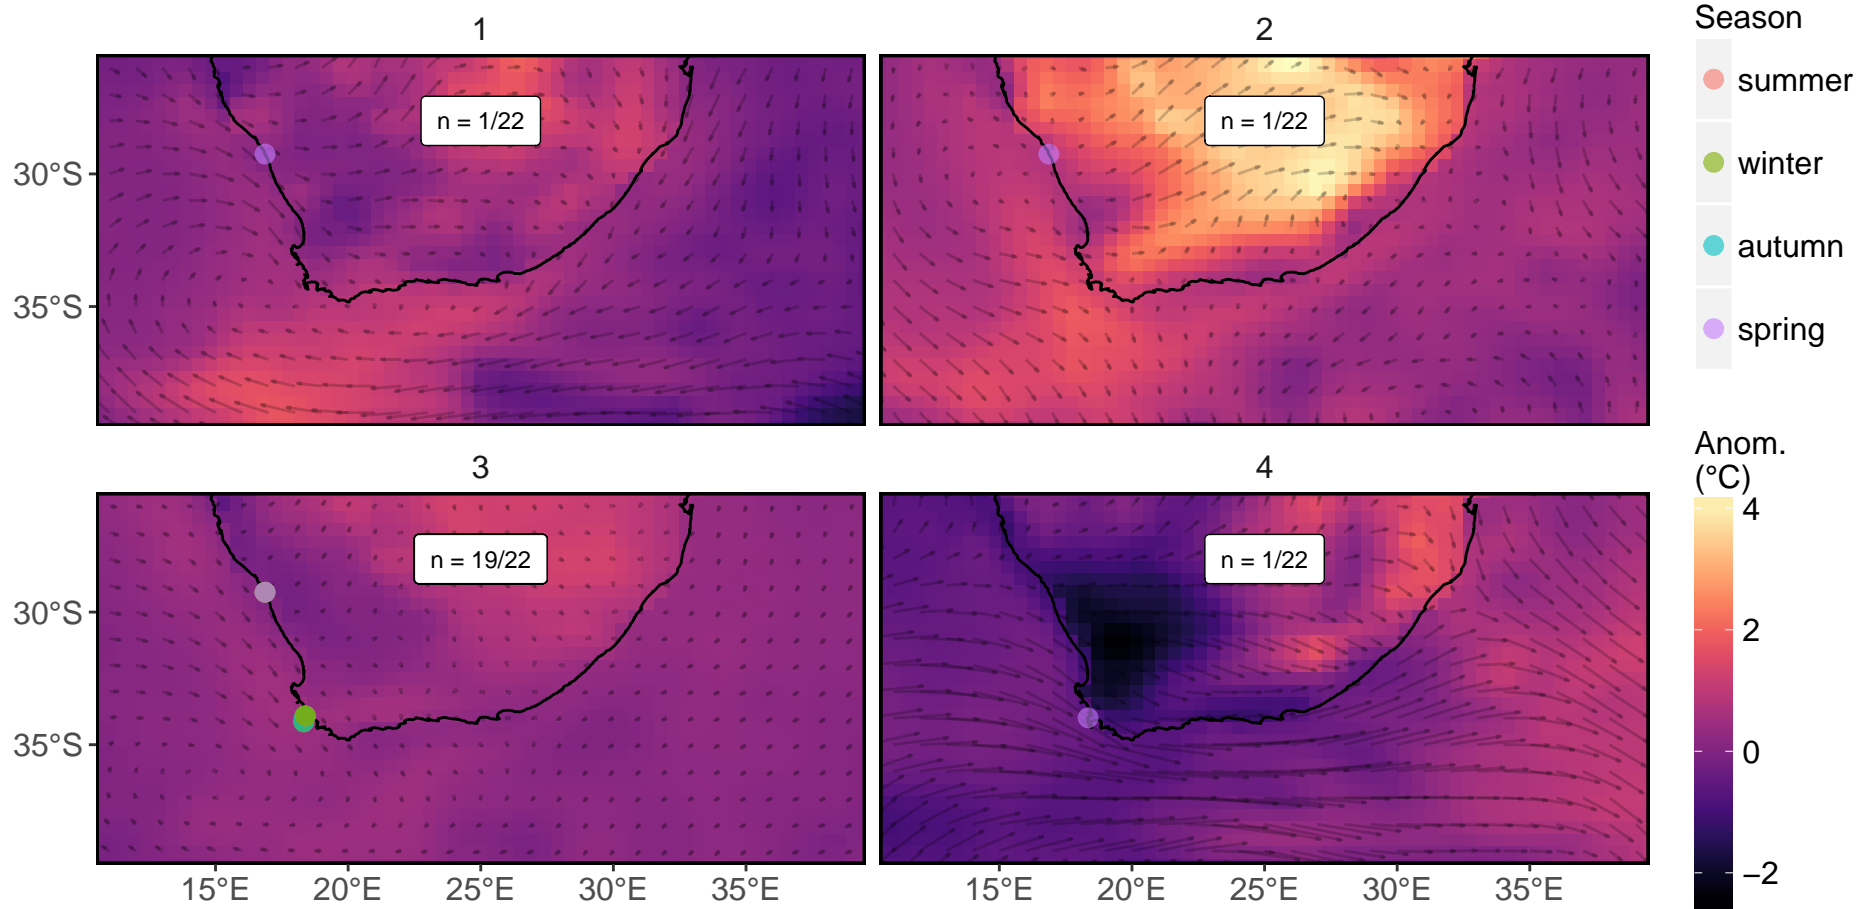 1
2
n = 1/22
n = 1/22
30°S
35°S
3
4
n = 19/22
n = 1/22
30°S
35°S
15°E
20°E
25°E
30°E
35°E
15°E
20°E
25°E
30°E
35°E
Season
summer
winter
autumn
spring
Anom.
(°C)
4
2
0
−2